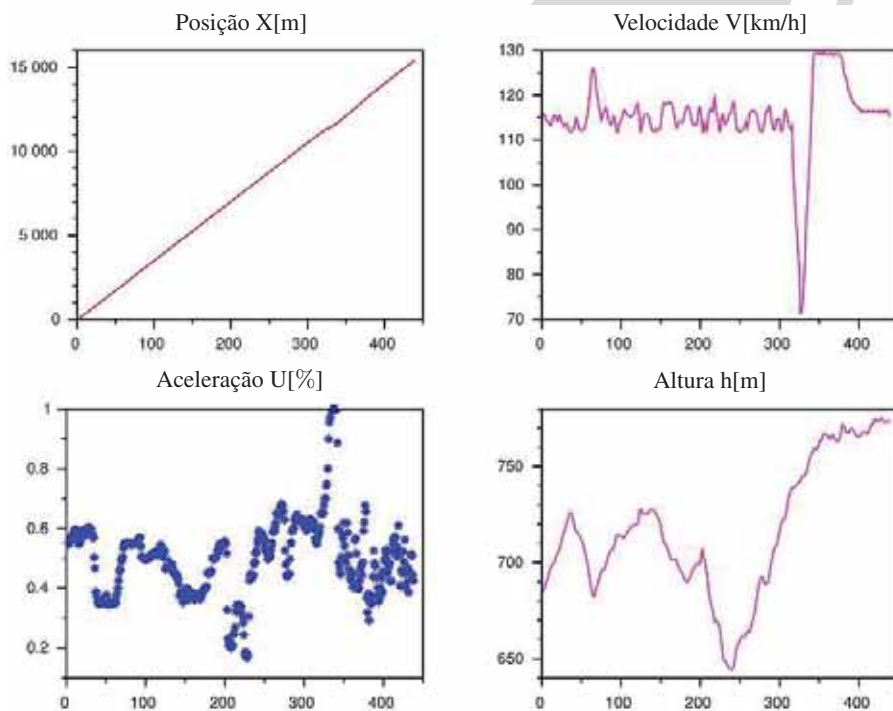 Posição X[m]
15 000
10 000
5 000
0
0 100 200 300 400
Velocidade V[km/h]
130
120
110
100
90
80
70
0 100 200 300 400
Aceleração U[%]
1
0.8
0.6
0.4
0.2
0 100 200 300 400
Altura h[m]
750
700
650
0 100 200 300 400